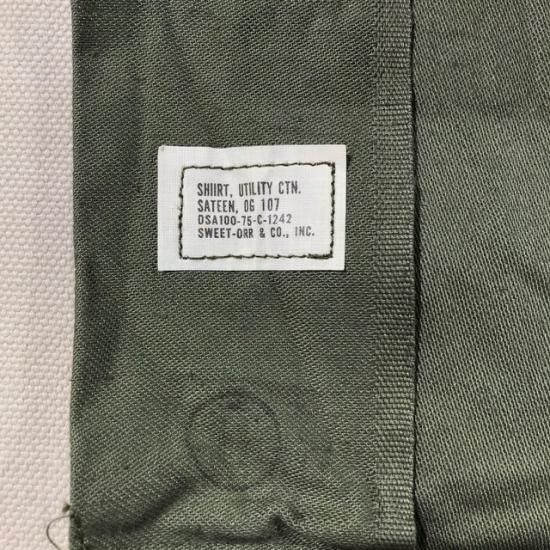 SHIIRT, UTILITY CTN.
SATEEN, OG 107
DSA100-75-C-1242
SWEET-ORR & CO., INC.